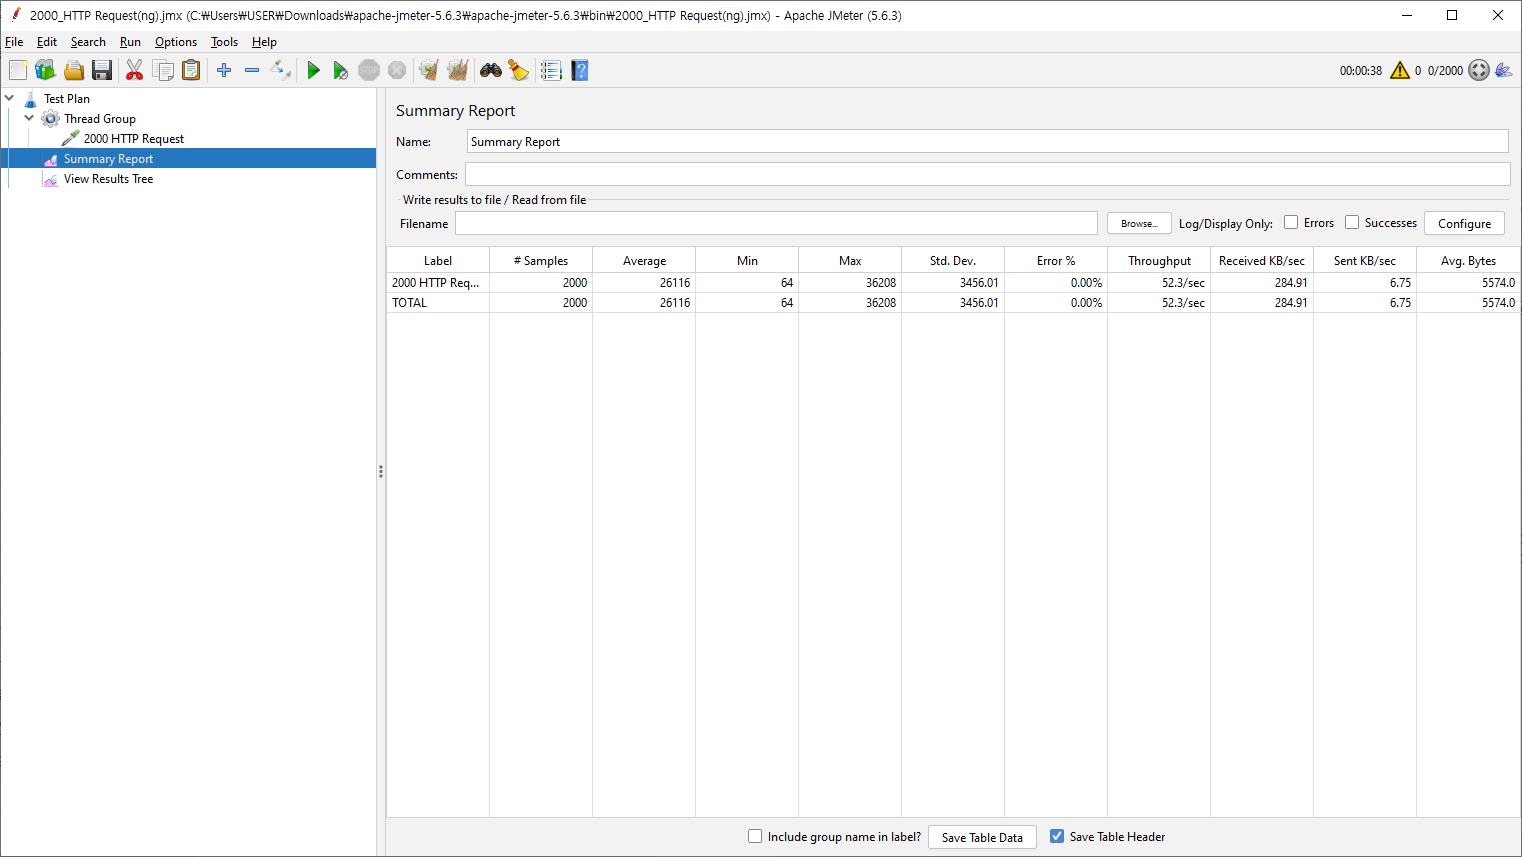 2000_HTTP Request(ng).jmx (C:₩Users₩USER₩Downloads₩apache-jmeter-5.6.3₩apache-jmeter-5.6.3₩bin₩2000_HTTP Request(ng).jmx) - Apache JMeter (5.6.3)
File Edit Search Run Options Tools Help
STOP 00:00:38 0 0/2000
Test Plan
Thread Group
2000 HTTP Request
Summary Report
View Results Tree
Summary Report
Name: Summary Report
Comments:
Write results to file / Read from file
Filename Browse... Log/Display Only: Errors Successes Configure
Label # Samples Average Min Max Std. Dev. Error % Throughput Received KB/sec Sent KB/sec Avg. Bytes
2000 HTTP Req... 2000 26116 64 36208 3456.01 0.00% 52.3/sec 284.91 6.75 5574.0
TOTAL 2000 26116 64 36208 3456.01 0.00% 52.3/sec 284.91 6.75 5574.0
Include group name in label? Save Table Data Save Table Header